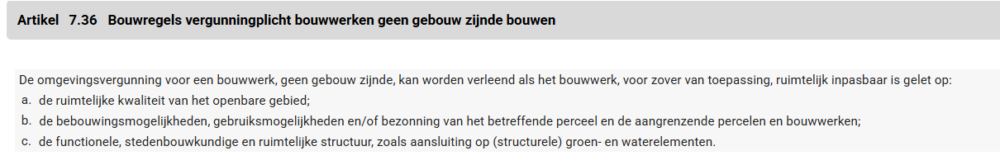 Artikel 7.36 Bouwregels vergunningplicht bouwwerken geen gebouw zijnde bouwen
De omgevingsvergunning voor een bouwwerk, geen gebouw zijnde, kan worden verleend als het bouwwerk, voor zover van toepassing, ruimtelijk inpasbaar is gelet op:
a. de ruimtelijke kwaliteit van het openbare gebied;
b. de bebouwingsmogelijkheden, gebruiksmogelijkheden en/of bezonning van het betreffende perceel en de aangrenzende percelen en bouwwerken;
c. de functionele, stedenbouwkundige en ruimtelijke structuur, zoals aansluiting op (structurele) groen- en waterelementen.